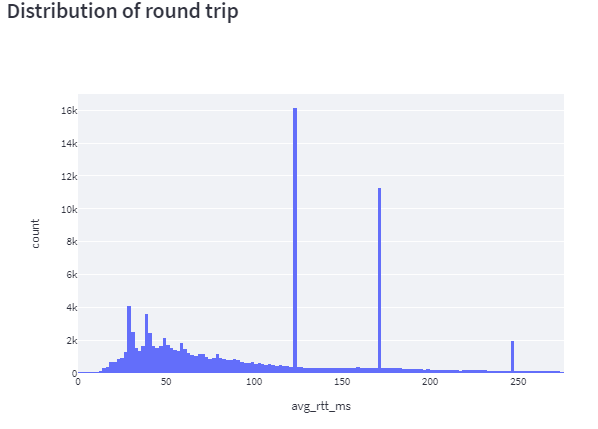 Distribution of round trip
16k
14k
12k
10k
8k
6k
4k
2k
0
count
0 50 100 150 200 250
avg_rtt_ms